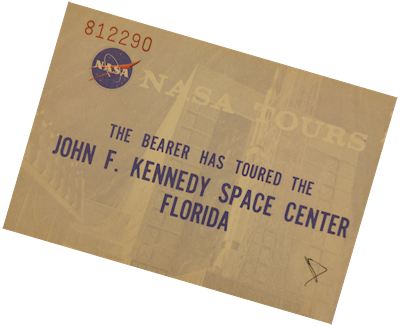 812290
NASA
NASA TOURS
THE BEARER HAS TOURED THE
JOHN F. KENNEDY SPACE CENTER
FLORIDA